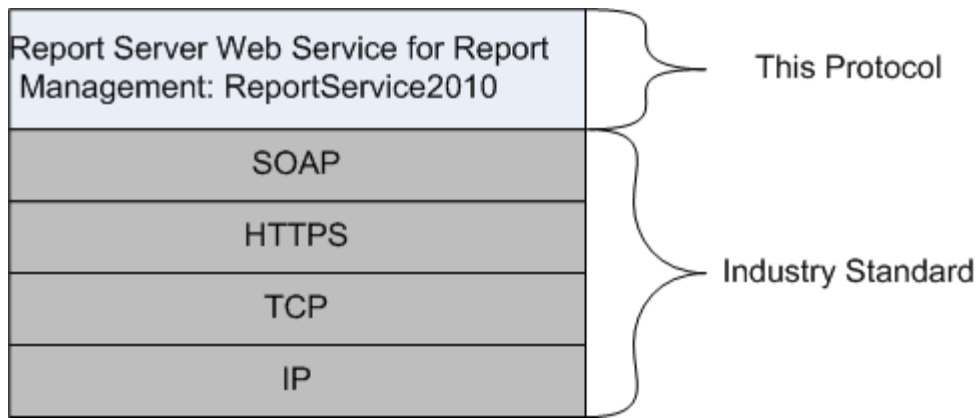 Report Server Web Service for Report
Management: ReportService2010
This Protocol
SOAP
HTTPS
TCP
IP
Industry Standard